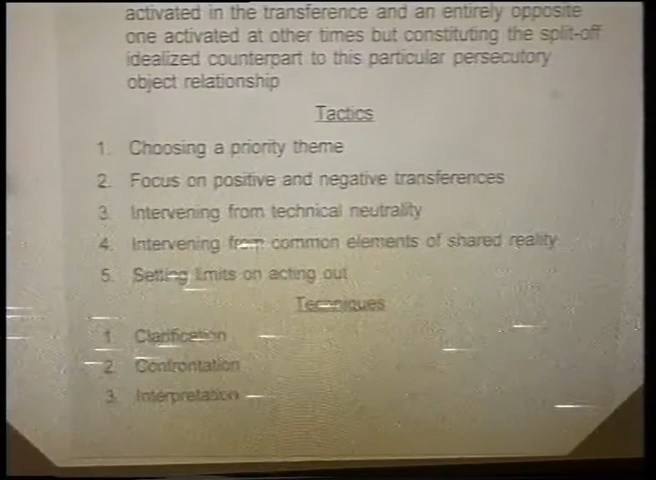 activated in the transference and an entirely opposite
one activated at other times but constituting the split-off
idealized counterpart to this particular persecutory
object relationship
Tactics
1. Choosing a priority theme
2. Focus on positive and negative transferences
3. Intervening from technical neutrality
4. Intervening from common elements of shared reality
5. Setting limits on acting out
Techniques
1. Clarification
2. Confrontation
3. Interpretation